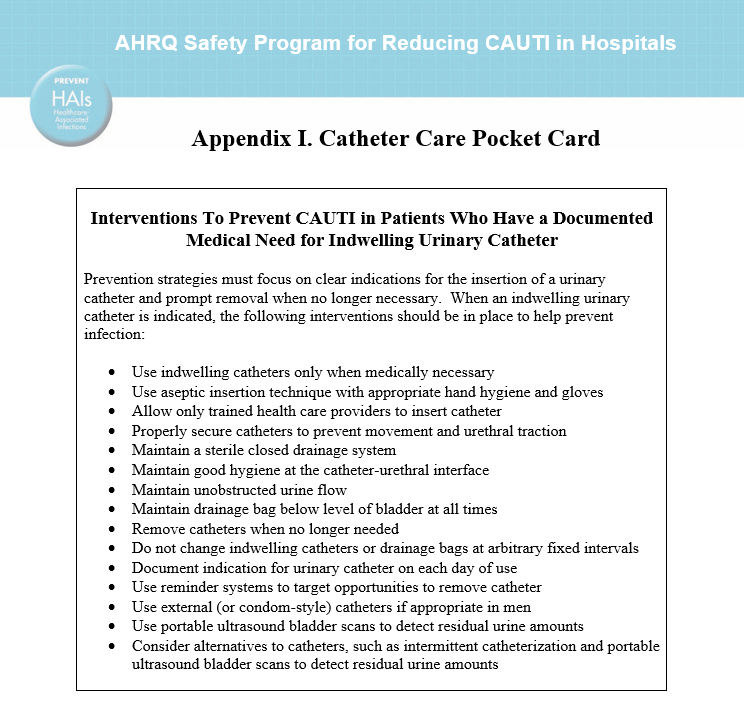 AHRQ Safety Program for Reducing CAUTI in Hospitals
PREVENT
HAIs
Healthcare-
Associated
Infections
Appendix I. Catheter Care Pocket Card
Interventions To Prevent CAUTI in Patients Who Have a Documented
Medical Need for Indwelling Urinary Catheter
Prevention strategies must focus on clear indications for the insertion of a urinary
catheter and prompt removal when no longer necessary.  When an indwelling urinary
catheter is indicated, the following interventions should be in place to help prevent
infection:
• Use indwelling catheters only when medically necessary
• Use aseptic insertion technique with appropriate hand hygiene and gloves
• Allow only trained health care providers to insert catheter
• Properly secure catheters to prevent movement and urethral traction
• Maintain a sterile closed drainage system
• Maintain good hygiene at the catheter-urethral interface
• Maintain unobstructed urine flow
• Maintain drainage bag below level of bladder at all times
• Remove catheters when no longer needed
• Do not change indwelling catheters or drainage bags at arbitrary fixed intervals
• Document indication for urinary catheter on each day of use
• Use reminder systems to target opportunities to remove catheter
• Use external (or condom-style) catheters if appropriate in men
• Use portable ultrasound bladder scans to detect residual urine amounts
• Consider alternatives to catheters, such as intermittent catheterization and portable
ultrasound bladder scans to detect residual urine amounts